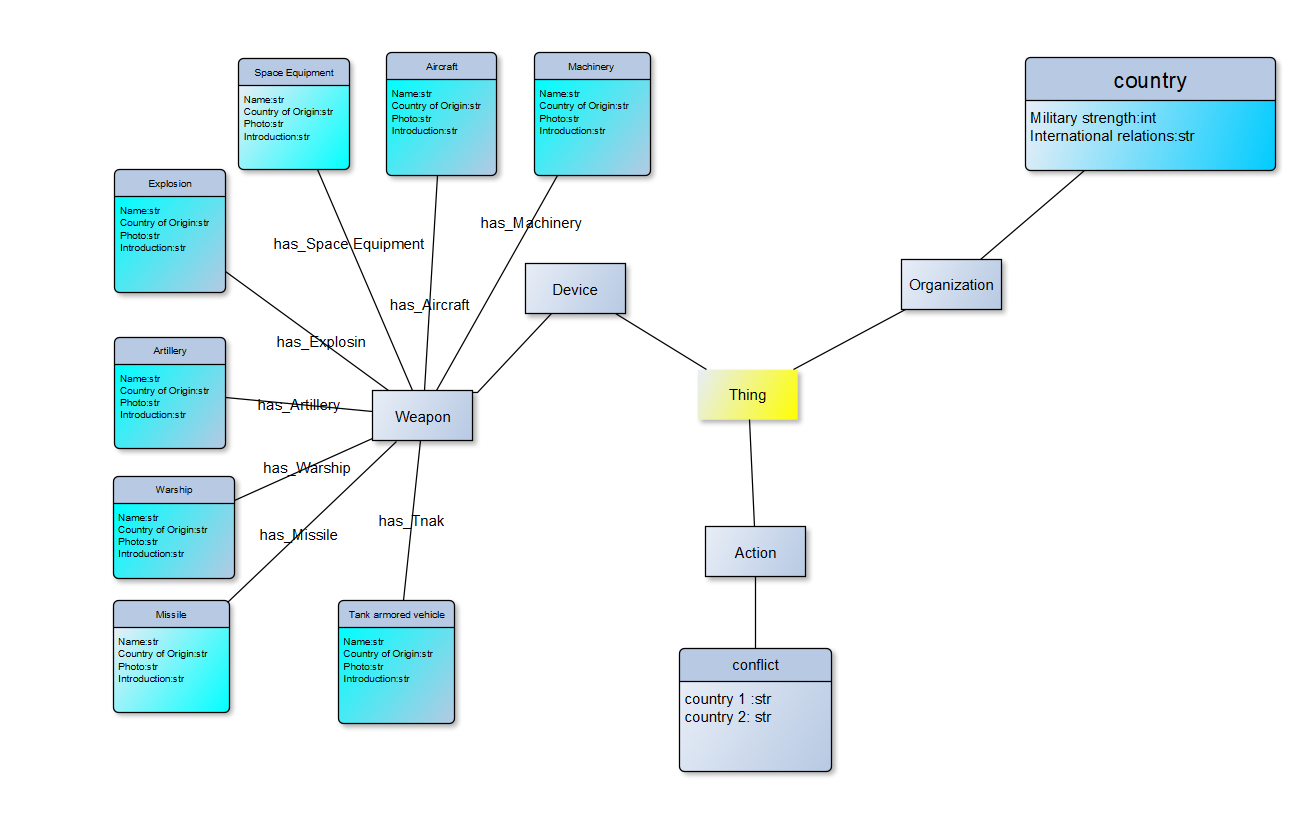 Space Equipment
Name:str
Country of Origin:str
Photo:str
Introduction:str
Aircraft
Name:str
Country of Origin:str
Photo:str
Introduction:str
Machinery
Name:str
Country of Origin:str
Photo:str
Introduction:str
country
Military strength:int
International relations:str
Explosion
Name:str
Country of Origin:str
Photo:str
Introduction:str
has_Space Equipment
has_Aircraft
has_Machinery
has_Explosin
Device
Organization
Artillery
Name:str
Country of Origin:str
Photo:str
Introduction:str
has_Artillery
Weapon
Thing
Warship
Name:str
Country of Origin:str
Photo:str
Introduction:str
has_Warship
has_Missile
has_Tnak
Action
Missile
Name:str
Country of Origin:str
Photo:str
Introduction:str
Tank armored vehicle
Name:str
Country of Origin:str
Photo:str
Introduction:str
conflict
country 1 :str
country 2: str